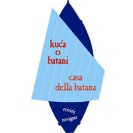 kuća
o
batani
casa
della batana
rovinj
rovigno